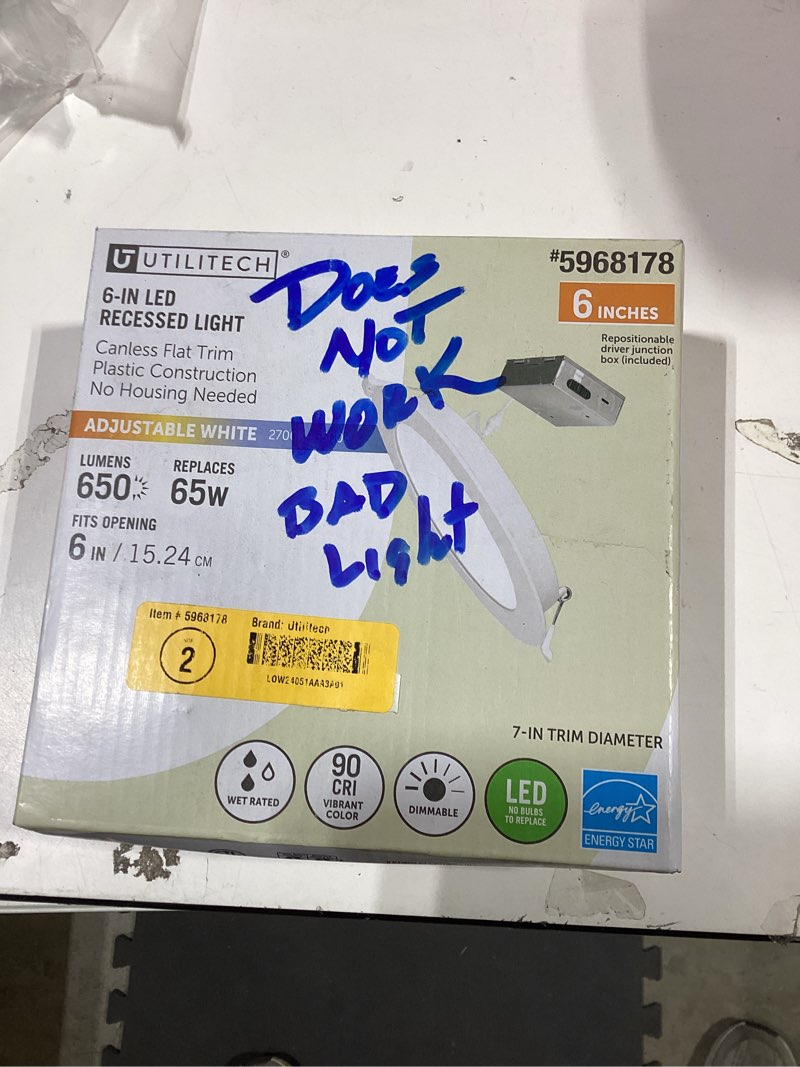 UTILITECH®
#5968178
6-IN LED
RECESSED LIGHT
Canless Flat Trim
Plastic Construction
No Housing Needed
6 INCHES
Repositionable
driver junction
box (included)
DOES
NOT
WORK
BAD
Light
ADJUSTABLE WHITE
LUMENS
650
REPLACES
65W
FITS OPENING
6 IN / 15.24 CM
Item # 5968178
Brand: Utilitech
2
LOW24051AAA3A01
7-IN TRIM DIAMETER
WET RATED
90
CRI
VIBRANT
COLOR
DIMMABLE
LED
NO BULBS
TO REPLACE
energy
ENERGY STAR